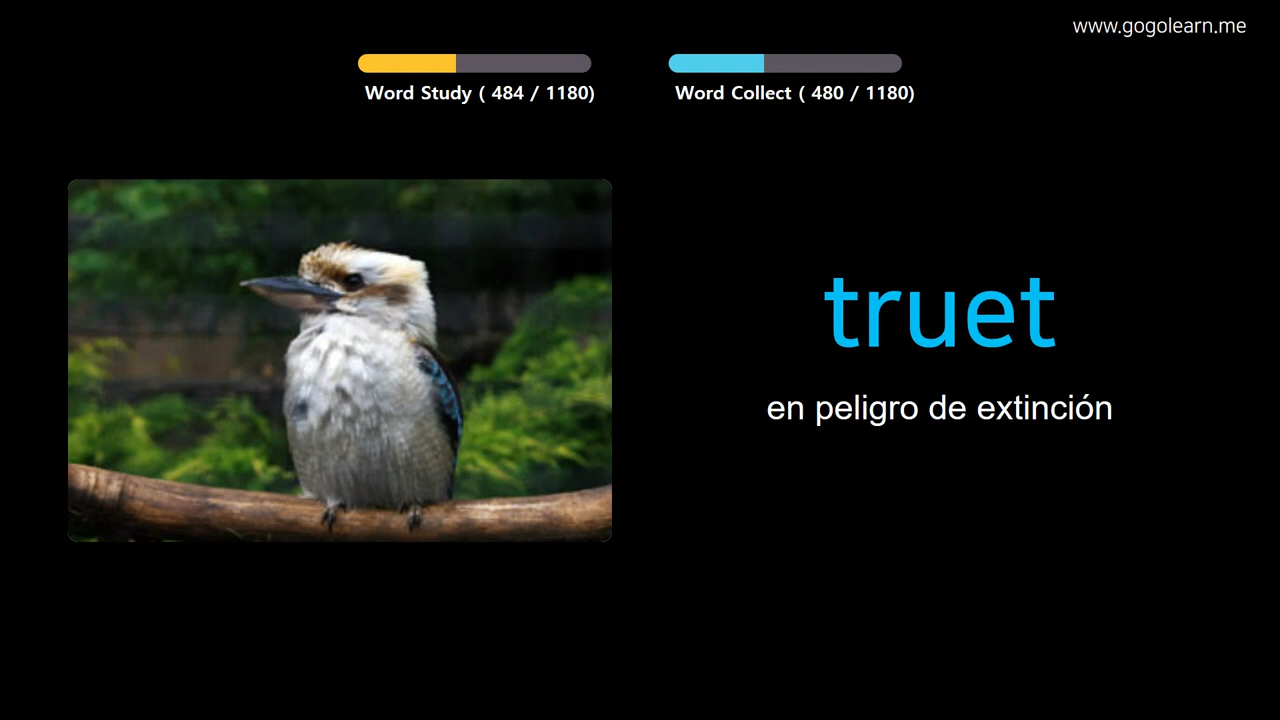 www.gogolearn.me
Word Study ( 484 / 1180)
Word Collect ( 480 / 1180)
truet
en peligro de extinción